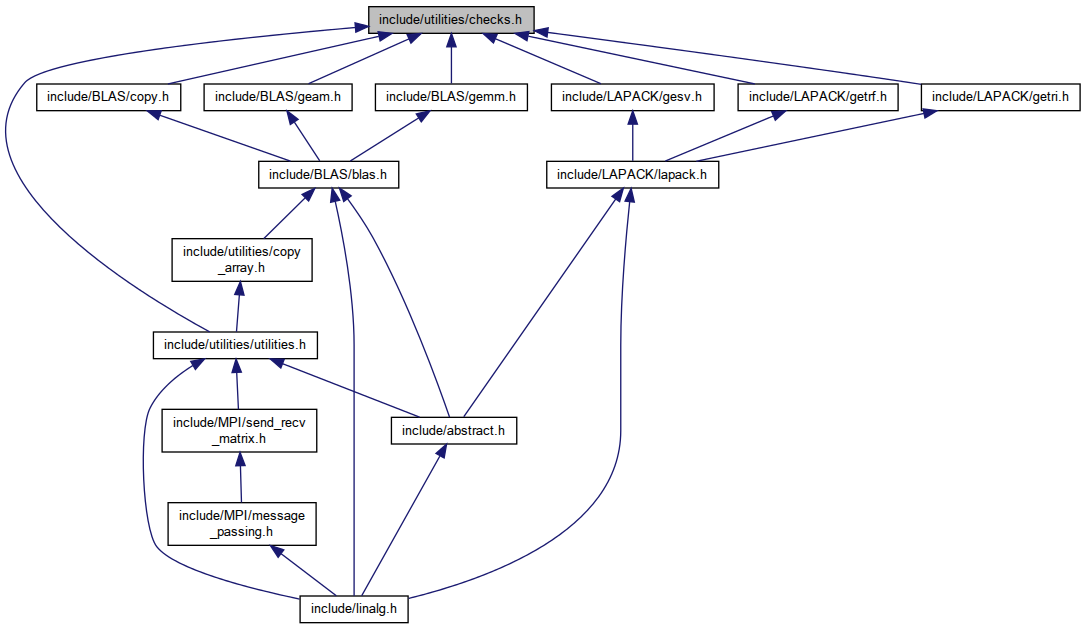 include/utilities/checks.h
include/BLAS/copy.h
include/BLAS/geam.h
include/BLAS/gemm.h
include/LAPACK/gesv.h
include/LAPACK/getrf.h
include/LAPACK/getri.h
include/BLAS/blas.h
include/LAPACK/lapack.h
include/utilities/copy
_array.h
include/utilities/utilities.h
include/MPI/send_recv
_matrix.h
include/abstract.h
include/MPI/message
_passing.h
include/linalg.h